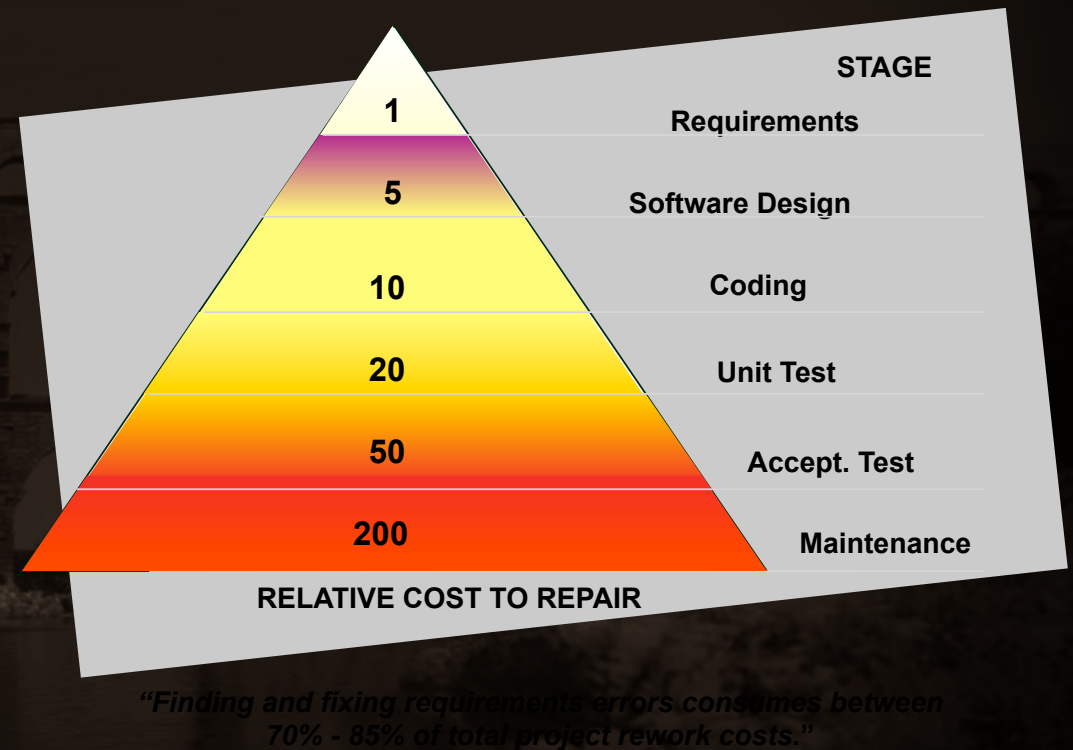 STAGE
1 Requirements
5 Software Design
10 Coding
20 Unit Test
50 Accept. Test
200 Maintenance
RELATIVE COST TO REPAIR
“Finding and fixing requirements errors consumes between
70% - 85% of total project rework costs.”